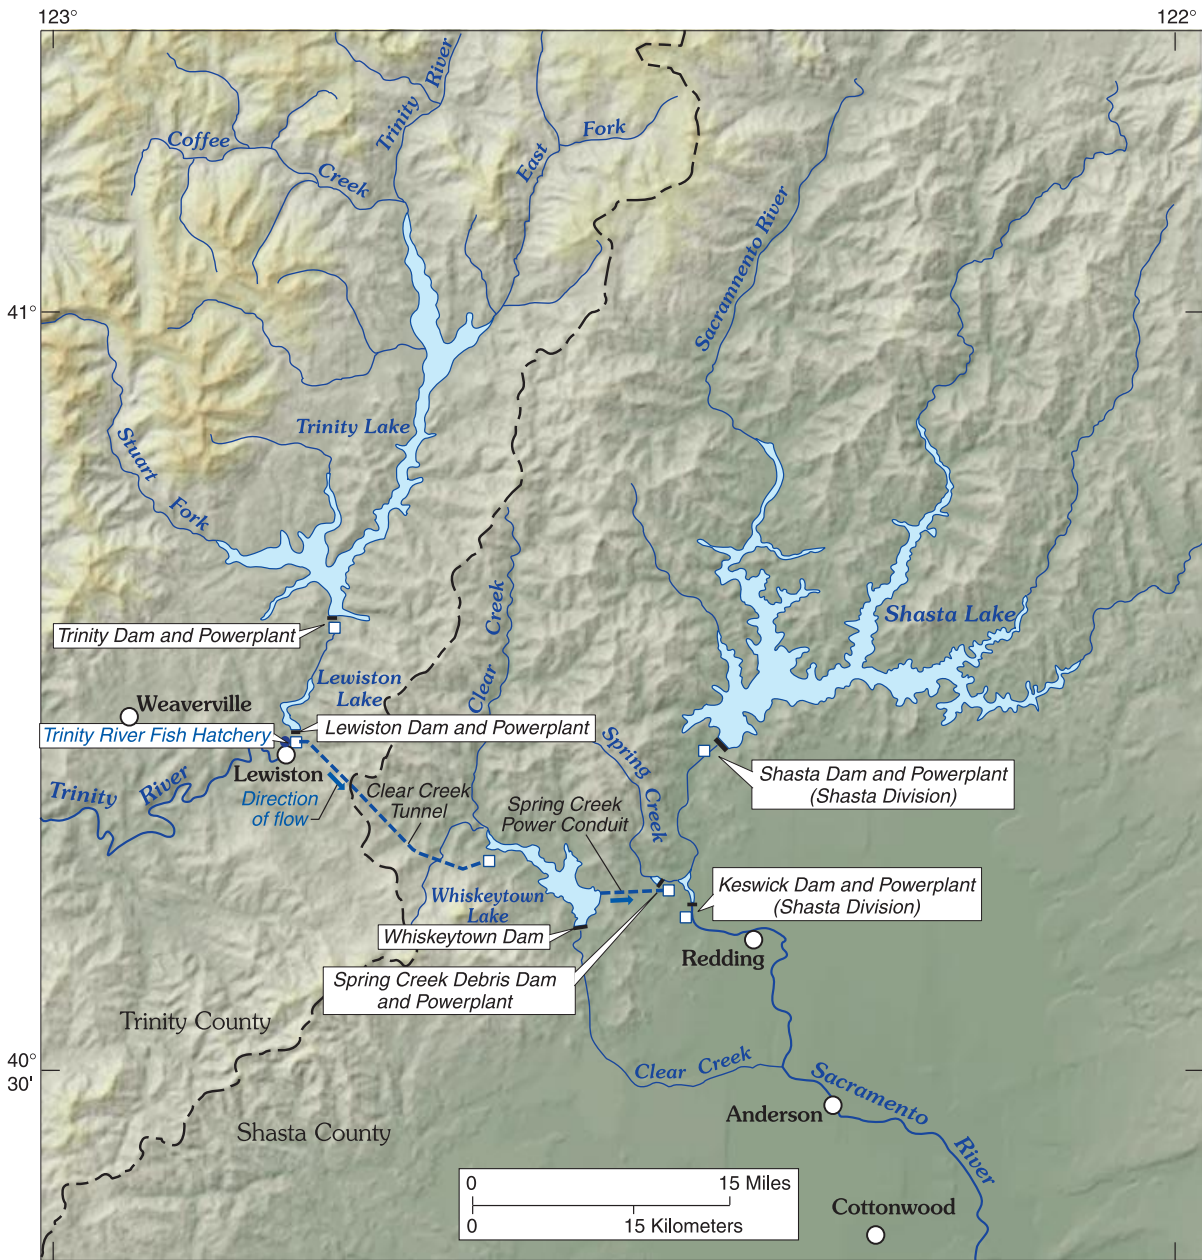 123°
122°
Trinity
River
East
Fork
Coffee
Creek
Sacramnento River
41°
Trinity Lake
Stuart
Fork
Clear
Creek
Shasta Lake
Trinity Dam and Powerplant
Lewiston
Lake
Weaverville
Lewiston Dam and Powerplant
Trinity River Fish Hatchery
Spring
Creek
Lewiston
Shasta Dam and Powerplant
(Shasta Division)
Trinity
River
Direction
of flow
Clear Creek
Tunnel
Spring Creek
Power Conduit
Keswick Dam and Powerplant
(Shasta Division)
Whiskeytown
Lake
Whiskeytown Dam
Redding
Spring Creek Debris Dam
and Powerplant
Trinity County
40°
30'
Clear Creek
Sacramento
River
Anderson
Shasta County
0
15 Miles
0
15 Kilometers
Cottonwood